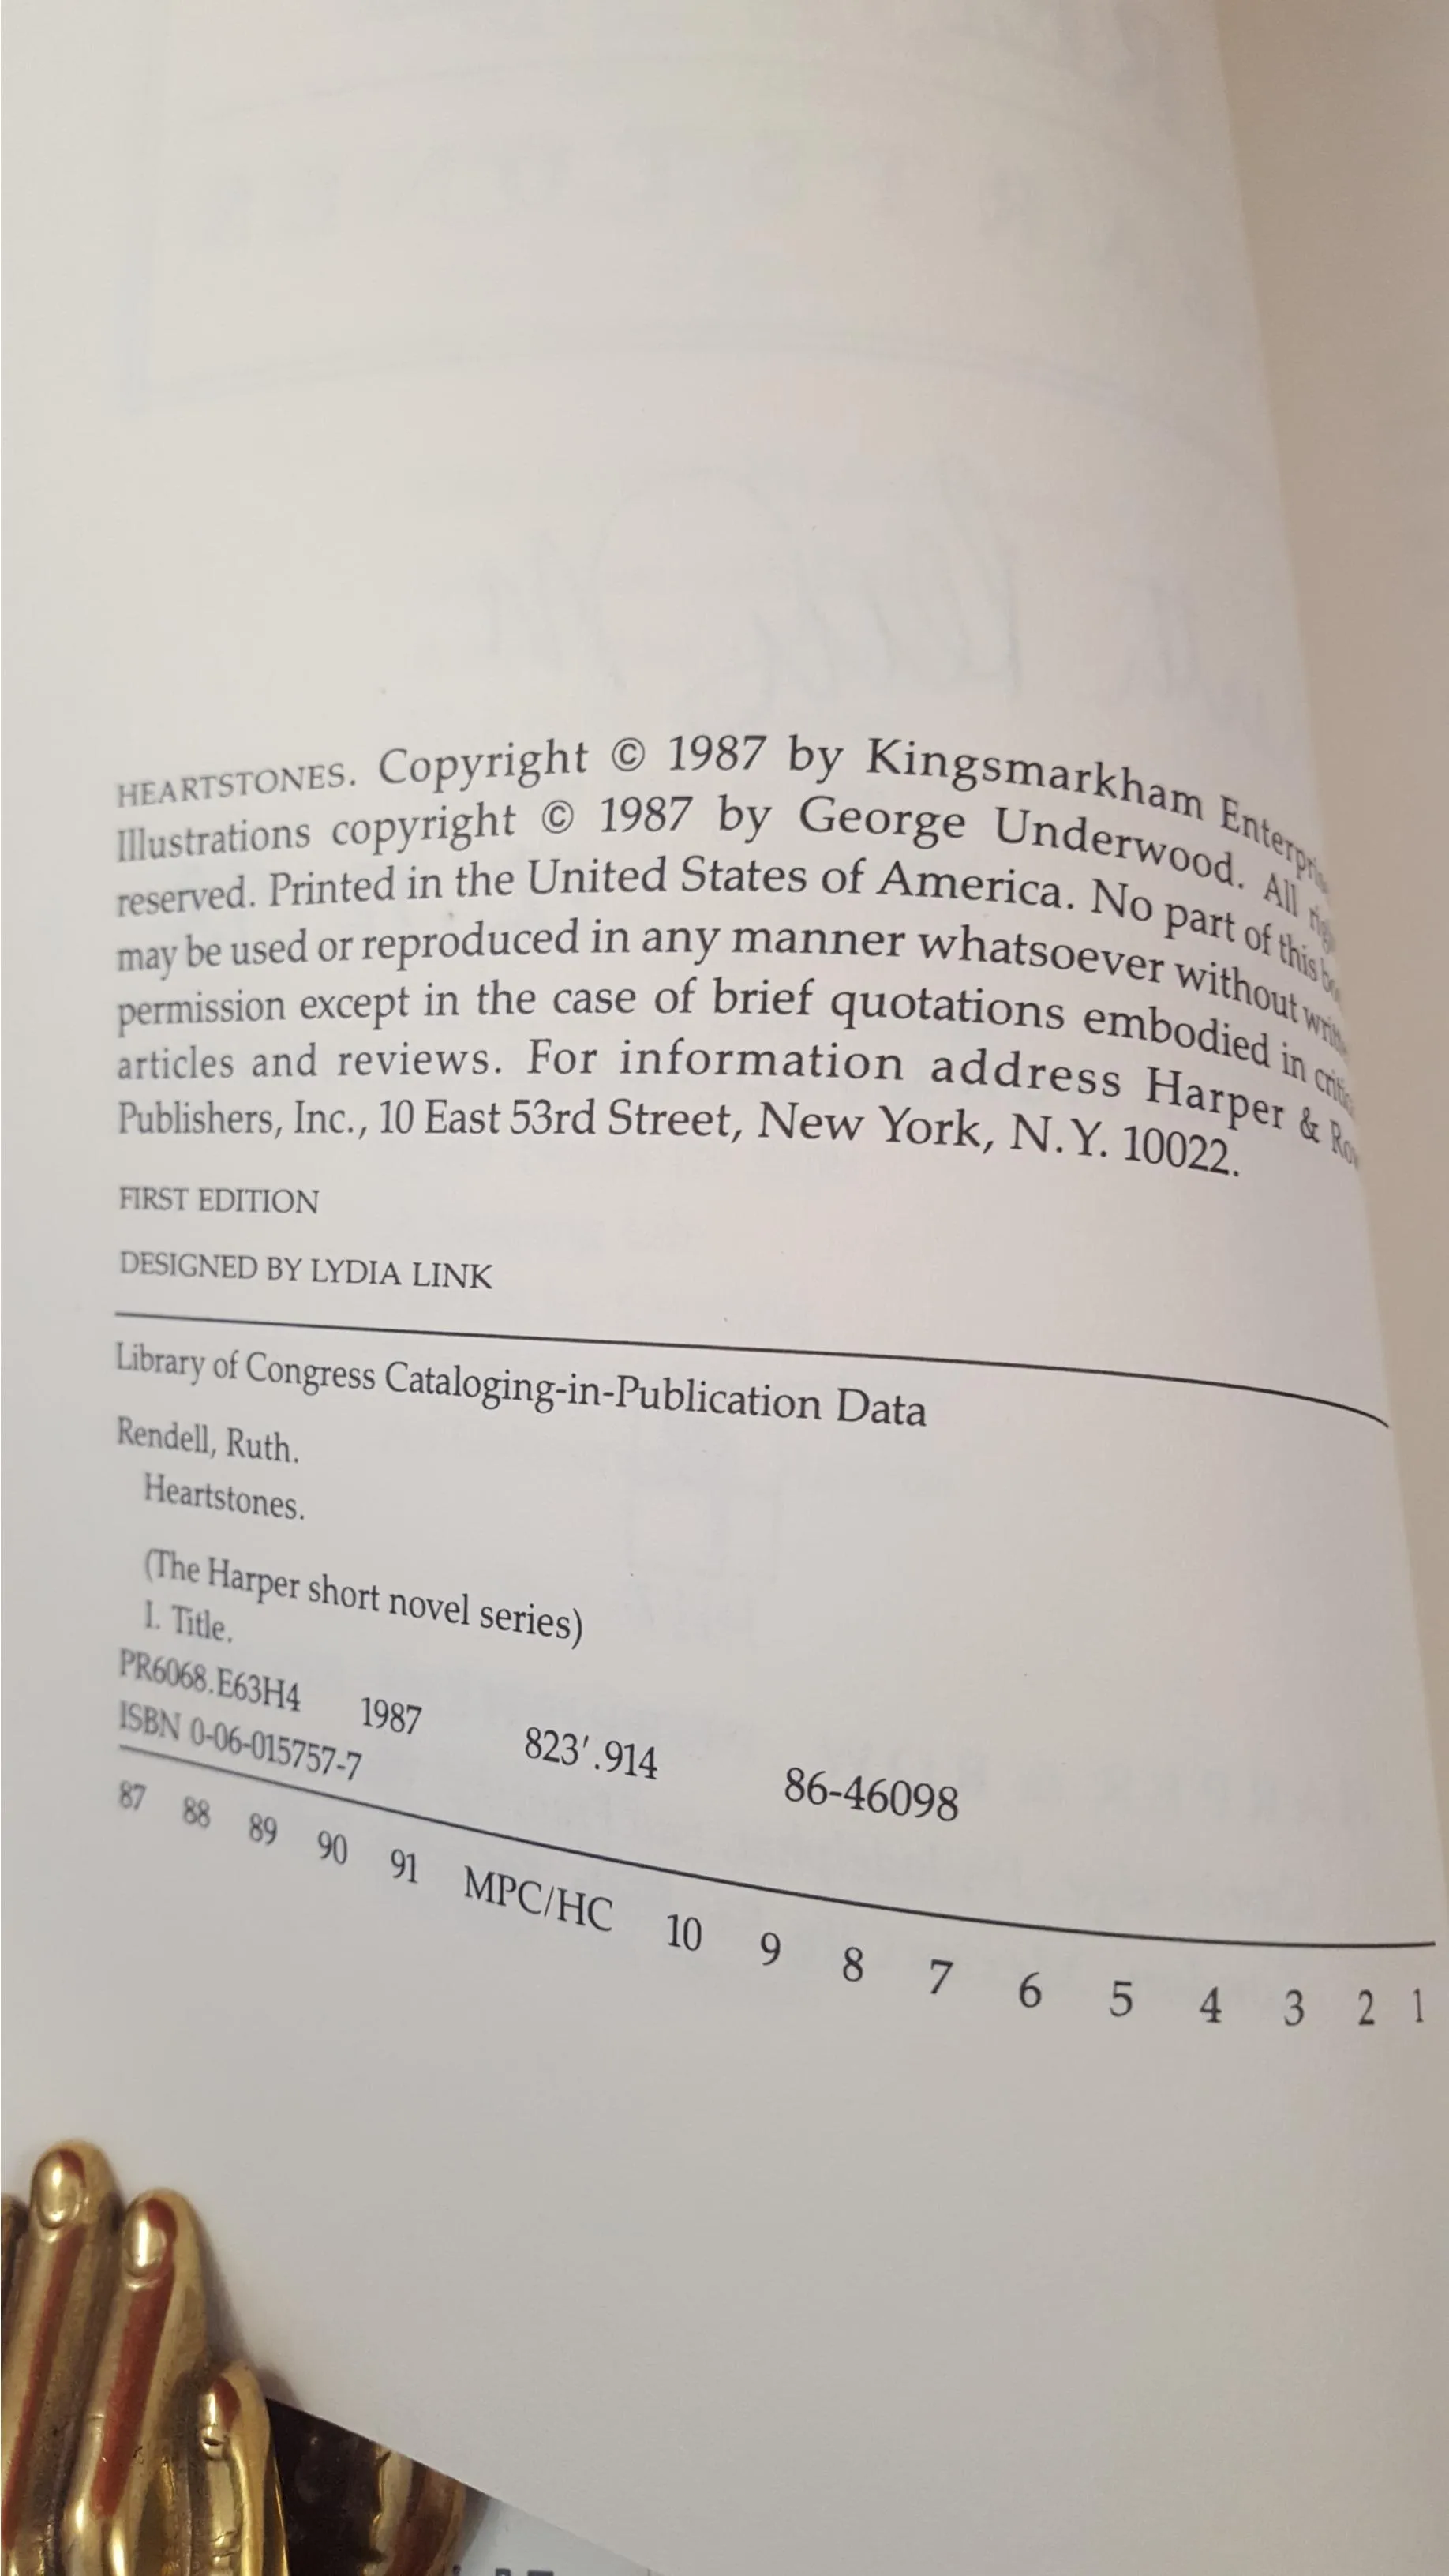 HEARTSTONES. Copyright © 1987 by Kingsmarkham
Illustrations copyright © 1987 by George Underwood. All
reserved. Printed in the United States of America. No part of this
may be used or reproduced in any manner whatsoever without
permission except in the case of brief quotations embodied in
articles and reviews. For information address Harper &
Publishers, Inc., 10 East 53rd Street, New York, N.Y. 10022.
FIRST EDITION
DESIGNED BY LYDIA LINK
Library of Congress Cataloging-in-Publication Data
Rendell, Ruth.
Heartstones.
(The Harper short novel series)
I. Title.
PR6068.E63H4 1987 823'.914 86-46098
ISBN 0-06-015757-7
87 88 89 90 91 MPC/HC 10 9 8 7 6 5 4 3 2 1